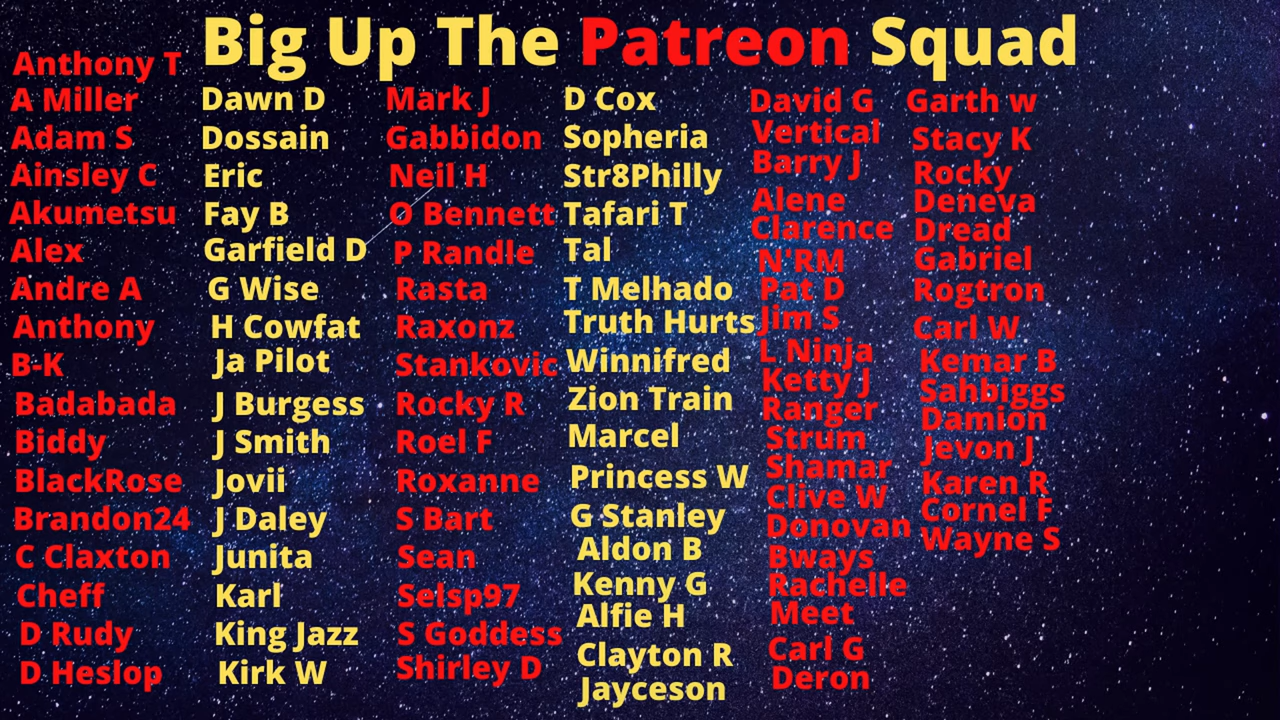 Big Up The Patreon Squad
Anthony T
A Miller
Adam S
Ainsley C
Akumetsu
Alex
Andre A
Anthony
B-K
Badabada
Biddy
BlackRose
Brandon24
C Claxton
Cheff
D Rudy
D Heslop
Dawn D
Dossain
Eric
Fay B
Garfield D
G Wise
H Cowfat
Ja Pilot
J Burgess
J Smith
Jovii
J Daley
Junita
Karl
King Jazz
Kirk W
Mark J
Gabbidon
Neil H
O Bennett
P Randle
Rasta
Raxonz
Stankovic
Rocky R
Roel F
Roxanne
S Bart
Sean
Selsp97
S Goddess
Shirley D
D Cox
Sopheria
Str8Philly
Tafari T
Tal
T Melhado
Truth Hurts
Winnifred
Zion Train
Marcel
Princess W
G Stanley
Aldon B
Kenny G
Alfie H
Clayton R
Jayceson
David G
Vertical
Barry J
Alene
Clarence
N'RM
Pat D
Jim S
L Ninja
Ketty J
Ranger
Strum
Shamar
Clive W
Donovan
Bways
Rachelle
Meet
Carl G
Deron
Garth w
Stacy K
Rocky
Deneva
Dread
Gabriel
Rogtron
Carl W
Kemar B
Sahbiggs
Damion
Jevon J
Karen R
Cornel F
Wayne S